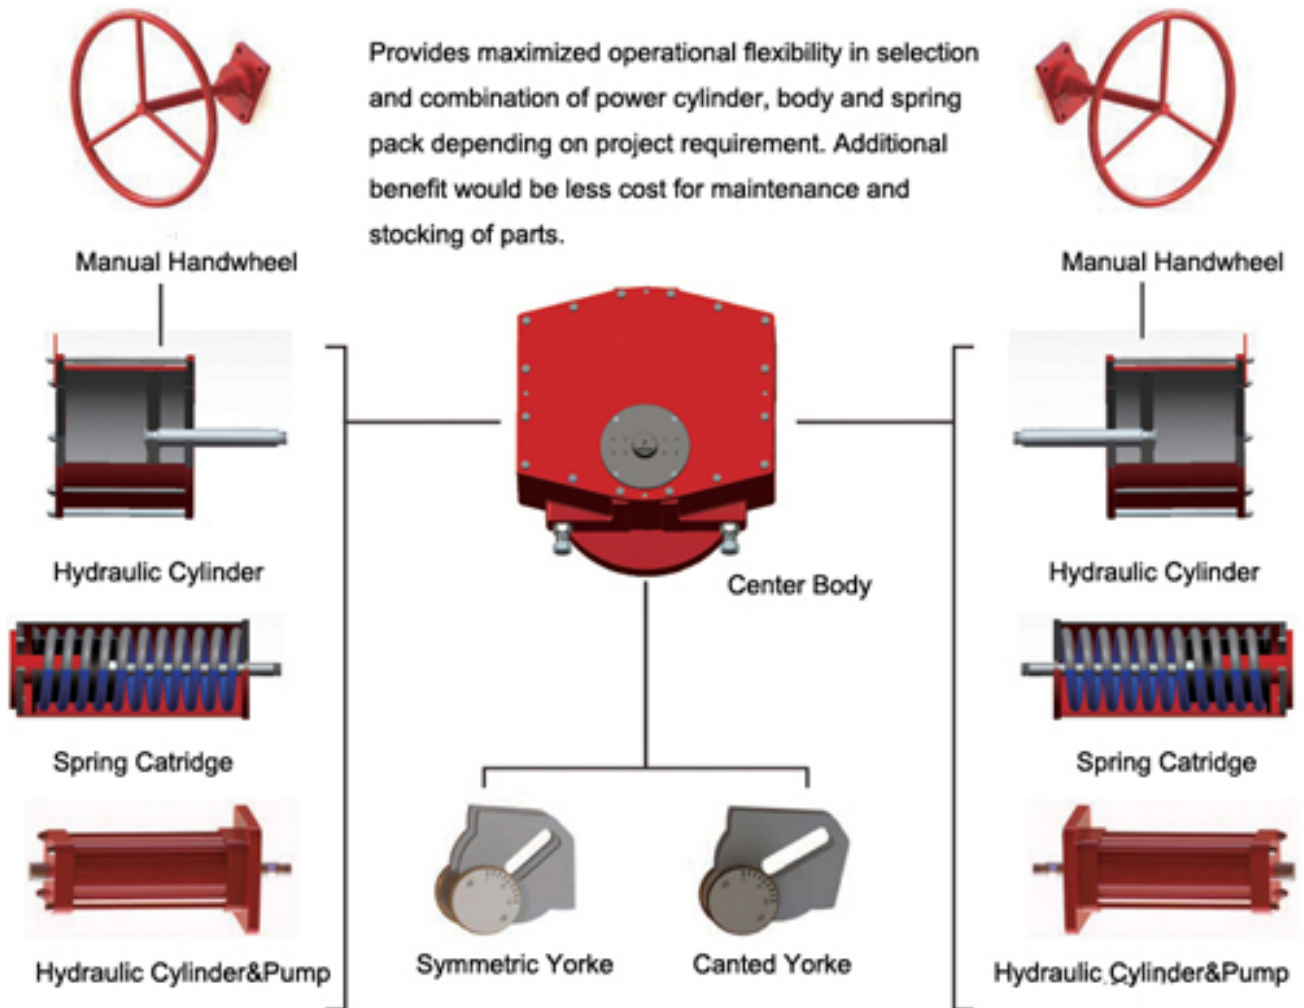 Provides maximized operational flexibility in selection
and combination of power cylinder, body and spring
pack depending on project requirement. Additional
benefit would be less cost for maintenance and
stocking of parts.
Manual Handwheel
Manual Handwheel
Hydraulic Cylinder
Center Body
Hydraulic Cylinder
Spring Catridge
Spring Catridge
Hydraulic Cylinder&Pump
Symmetric Yorke
Canted Yorke
Hydraulic Cylinder&Pump